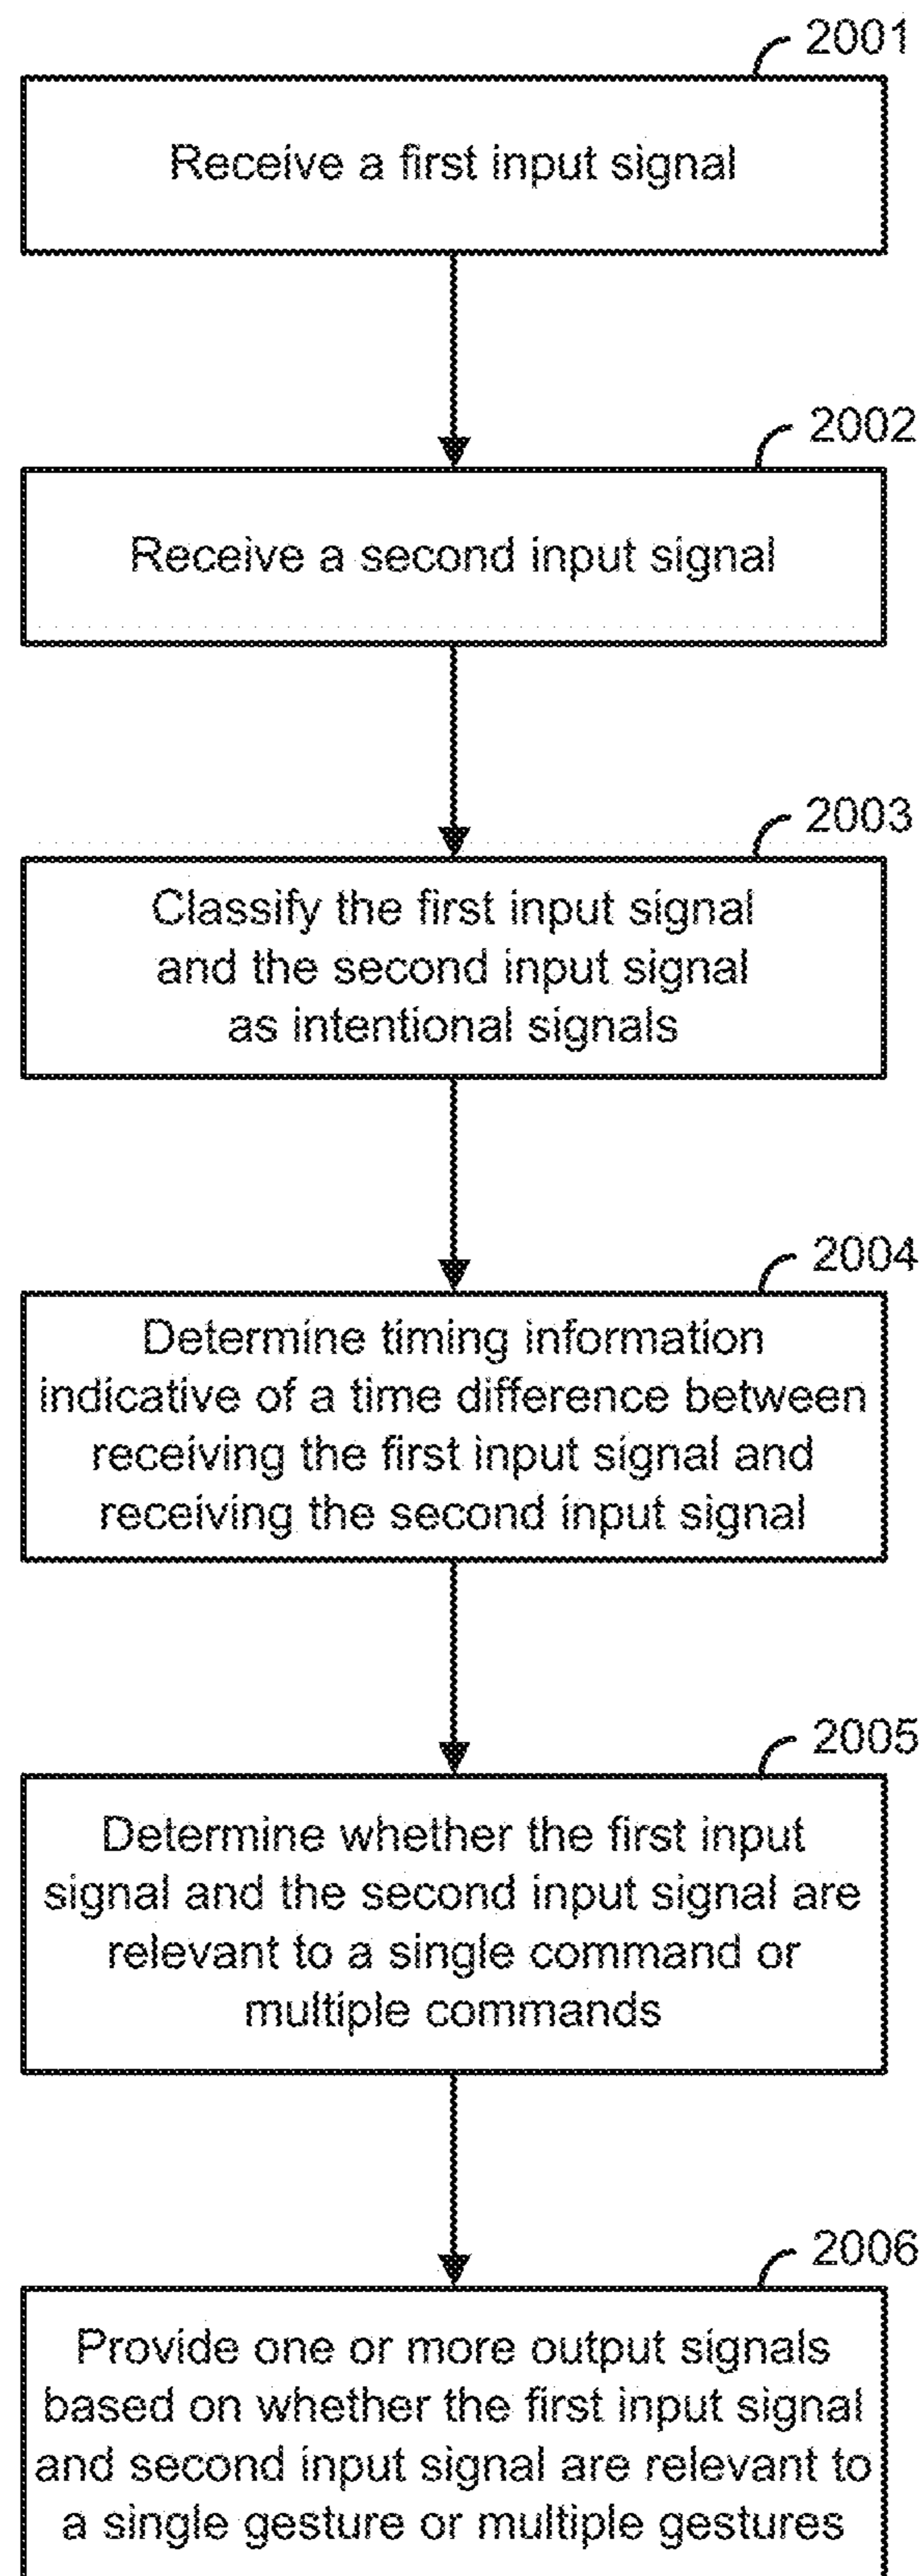 2001
Receive a first input signal
2002
Receive a second input signal
2003
Classify the first input signal
and the second input signal
as intentional signals
2004
Determine timing information
indicative of a time difference between
receiving the first input signal and
receiving the second input signal
2005
Determine whether the first input
signal and the second input signal are
relevant to a single command or
multiple commands
2006
Provide one or more output signals
based on whether the first input signal
and second input signal are relevant to
a single gesture or multiple gestures